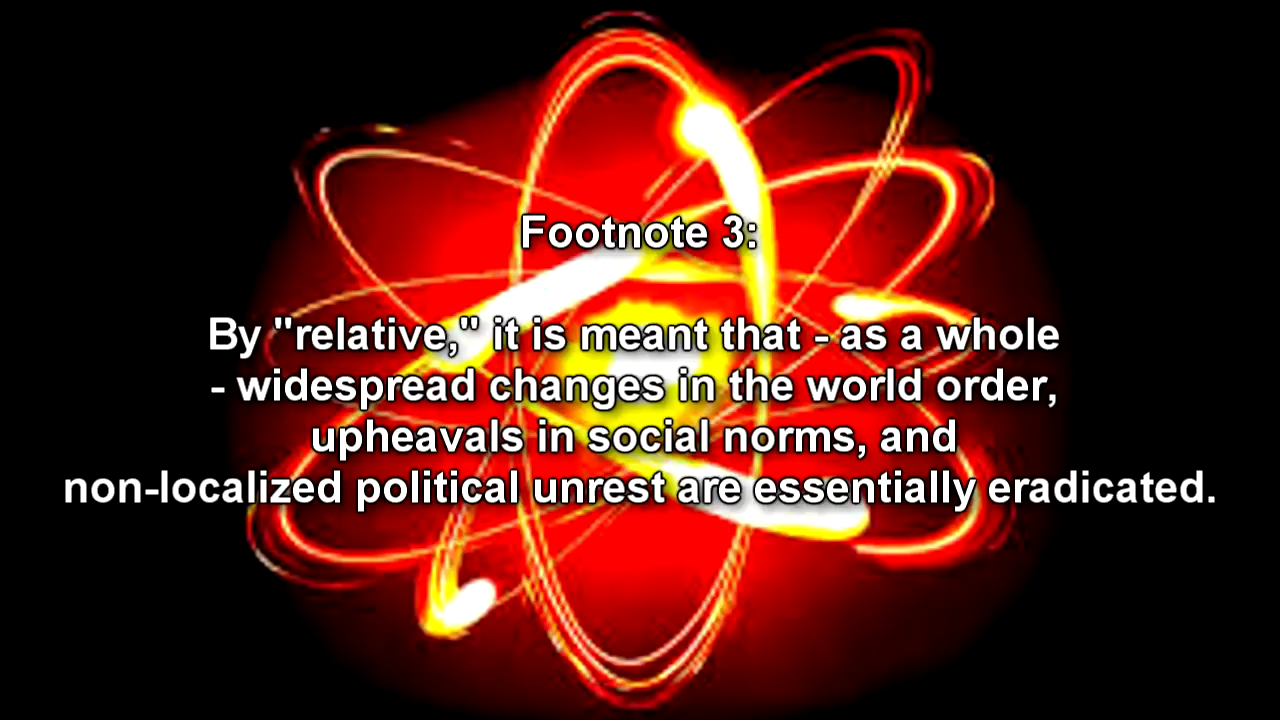 Footnote 3:
By "relative," it is meant that - as a whole
- widespread changes in the world order,
upheavals in social norms, and
non-localized political unrest are essentially eradicated.